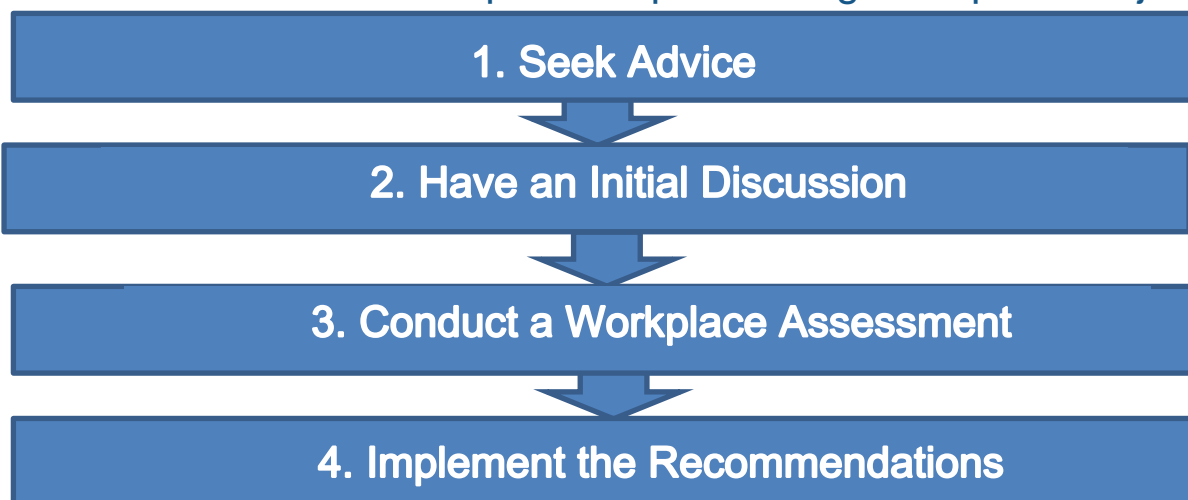 1. Seek Advice
2. Have an Initial Discussion
3. Conduct a Workplace Assessment
4. Implement the Recommendations